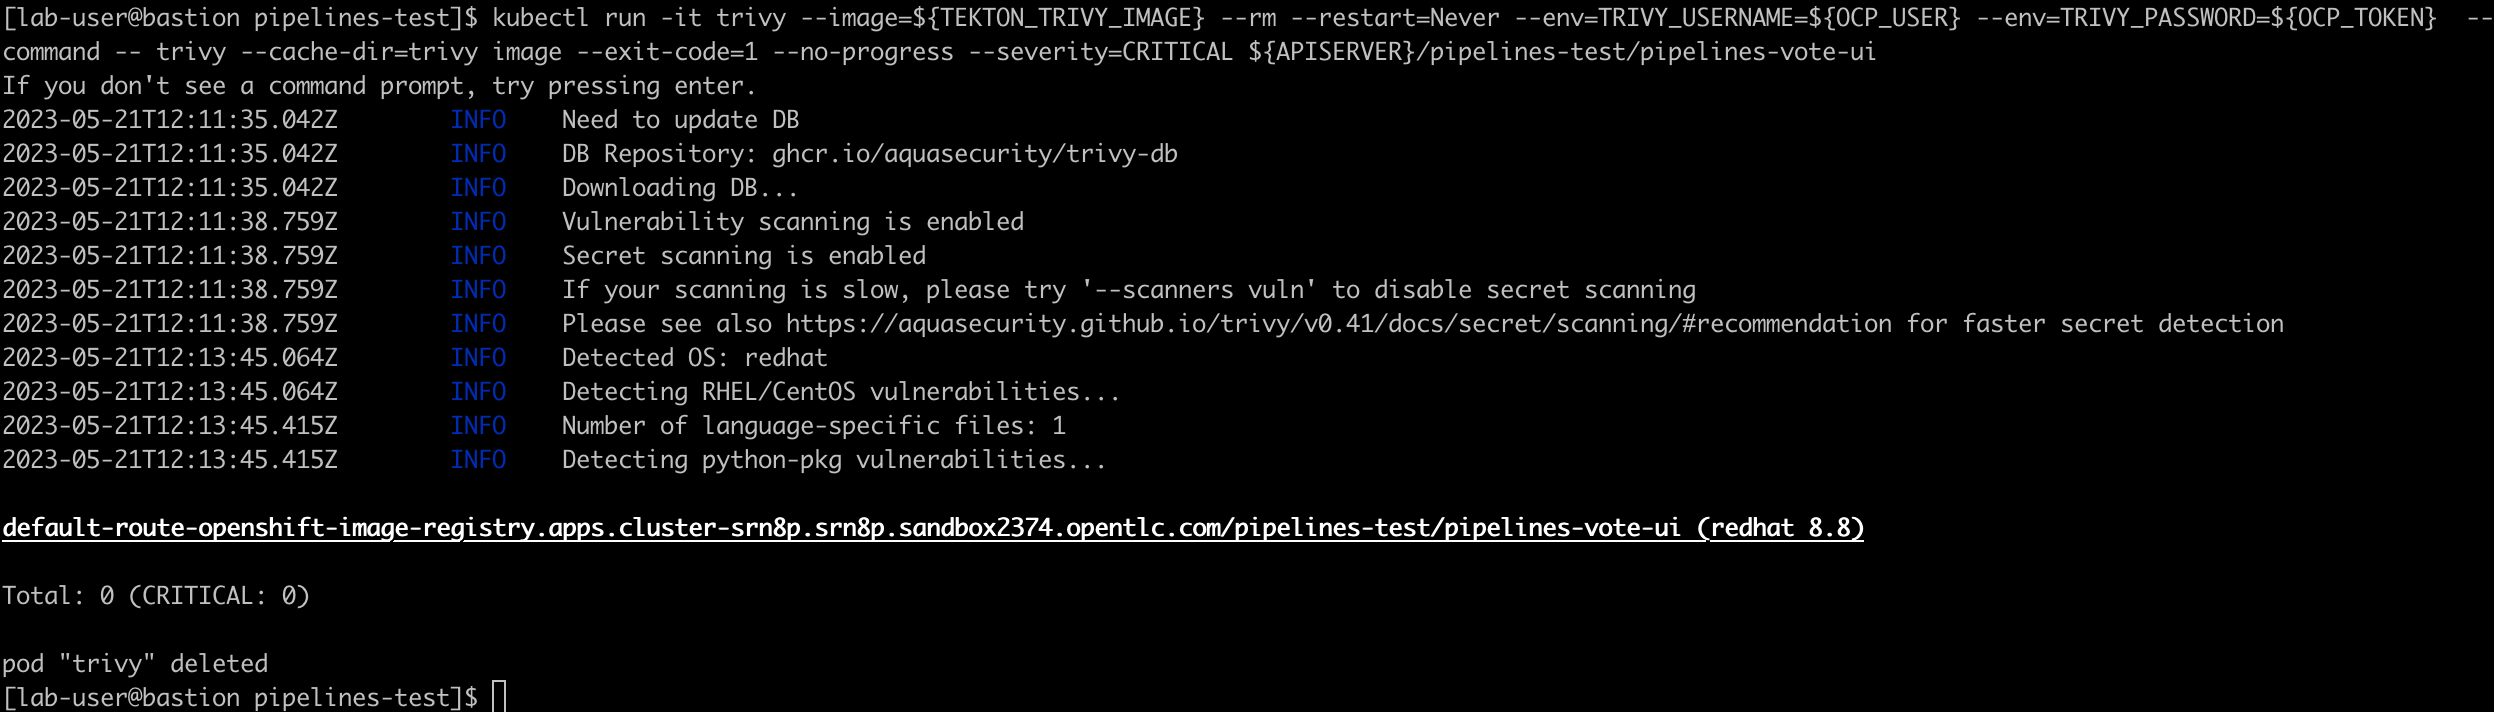 [lab-user@bastion pipelines-test]$ kubectl run -it trivy --image=${TEKTON_TRIVY_IMAGE} --rm --restart=Never --env=TRIVY_USERNAME=${OCP_USER} --env=TRIVY_PASSWORD=${OCP_TOKEN}  --
command -- trivy --cache-dir=trivy image --exit-code=1 --no-progress --severity=CRITICAL ${APISERVER}/pipelines-test/pipelines-vote-ui
If you don't see a command prompt, try pressing enter.
2023-05-21T12:11:35.042Z        INFO    Need to update DB
2023-05-21T12:11:35.042Z        INFO    DB Repository: ghcr.io/aquasecurity/trivy-db
2023-05-21T12:11:35.042Z        INFO    Downloading DB...
2023-05-21T12:11:38.759Z        INFO    Vulnerability scanning is enabled
2023-05-21T12:11:38.759Z        INFO    Secret scanning is enabled
2023-05-21T12:11:38.759Z        INFO    If your scanning is slow, please try '--scanners vuln' to disable secret scanning
2023-05-21T12:11:38.759Z        INFO    Please see also https://aquasecurity.github.io/trivy/v0.41/docs/secret/scanning/#recommendation for faster secret detection
2023-05-21T12:13:45.064Z        INFO    Detected OS: redhat
2023-05-21T12:13:45.064Z        INFO    Detecting RHEL/CentOS vulnerabilities...
2023-05-21T12:13:45.415Z        INFO    Number of language-specific files: 1
2023-05-21T12:13:45.415Z        INFO    Detecting python-pkg vulnerabilities...
default-route-openshift-image-registry.apps.cluster-srn8p.srn8p.sandbox2374.opentlc.com/pipelines-test/pipelines-vote-ui (redhat 8.8)
Total: 0 (CRITICAL: 0)
pod "trivy" deleted
[lab-user@bastion pipelines-test]$